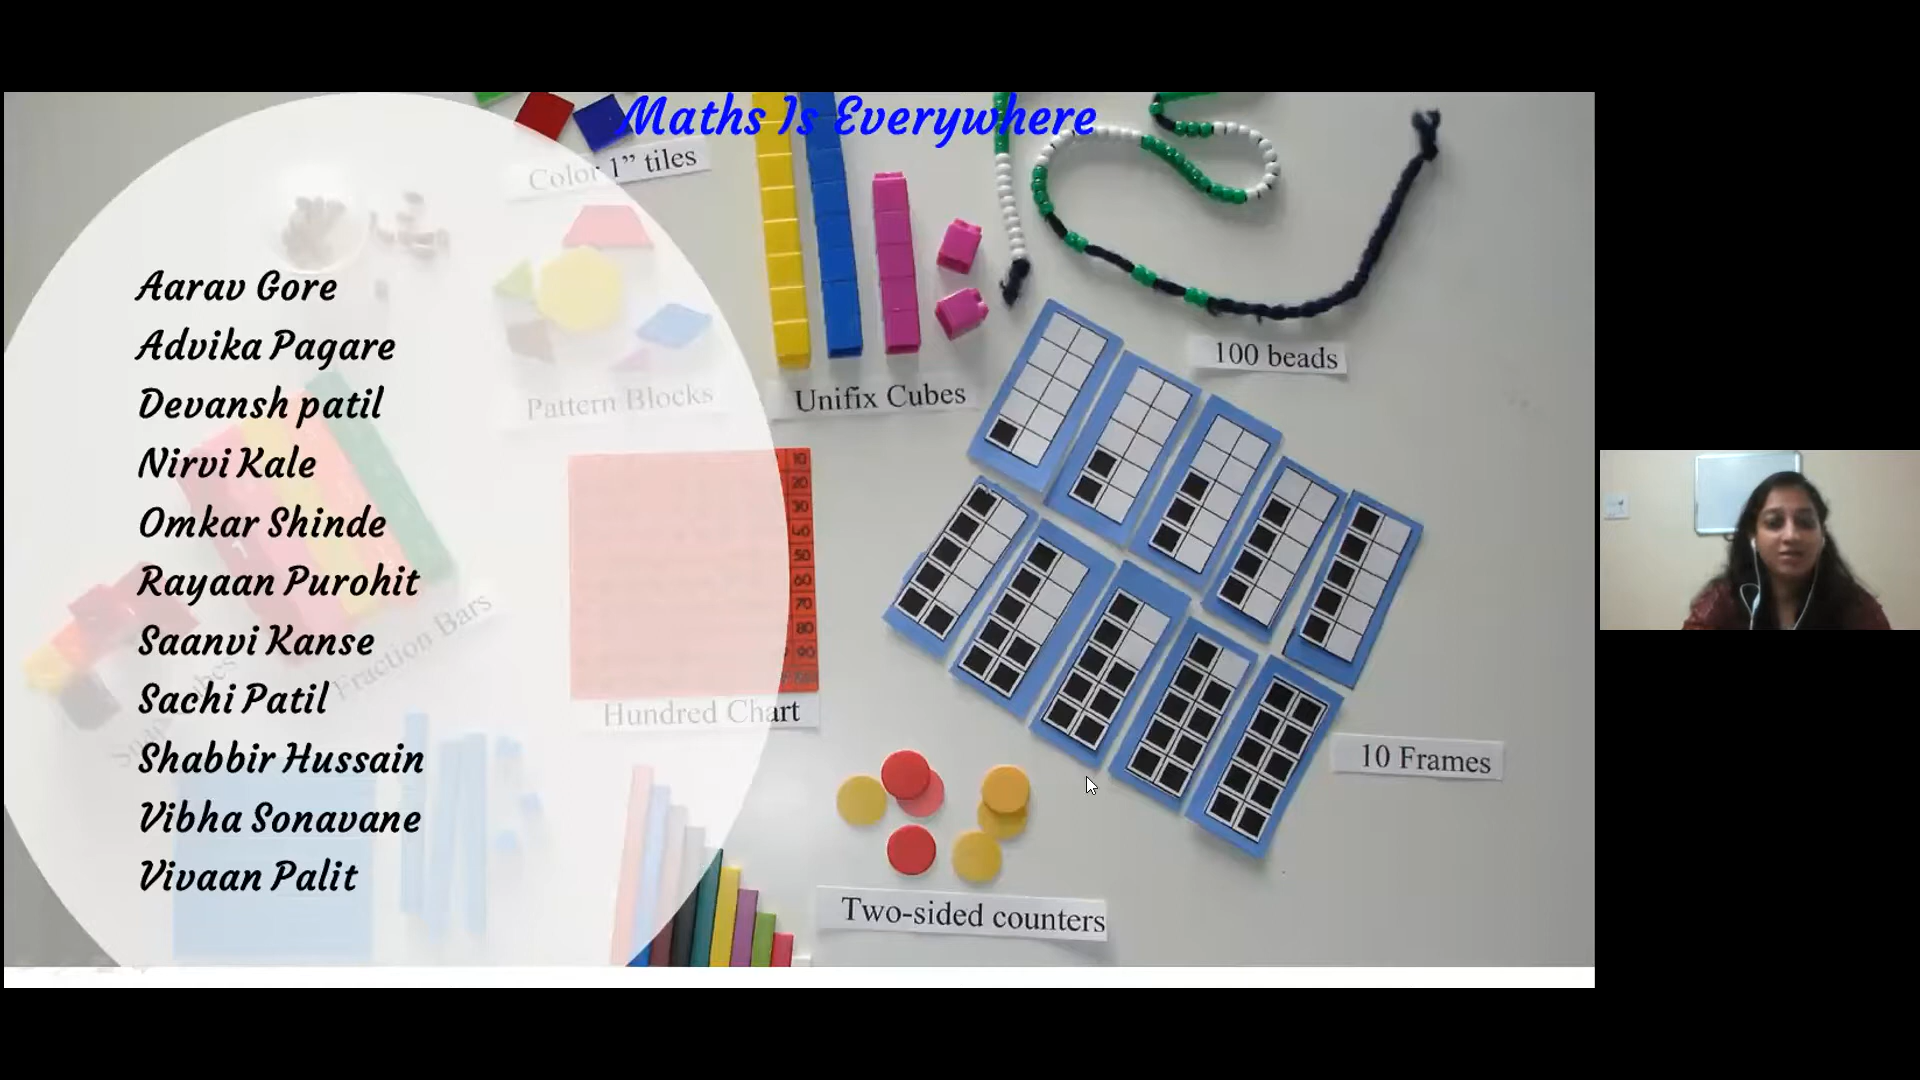 Maths Is Everywhere
Color 1” tiles
Aarav Gore
Advika Pagare
Devansh patil
Nirvi Kale
Omkar Shinde
Rayaan Purohit
Saanvi Kanse
Sachi Patil
Shabbir Hussain
Vibha Sonavane
Vivaan Palit
Pattern Blocks
Unifix Cubes
100 beads
Fraction Bars
10
20
30
40
50
60
70
80
90
Hundred Chart
10 Frames
Two-sided counters